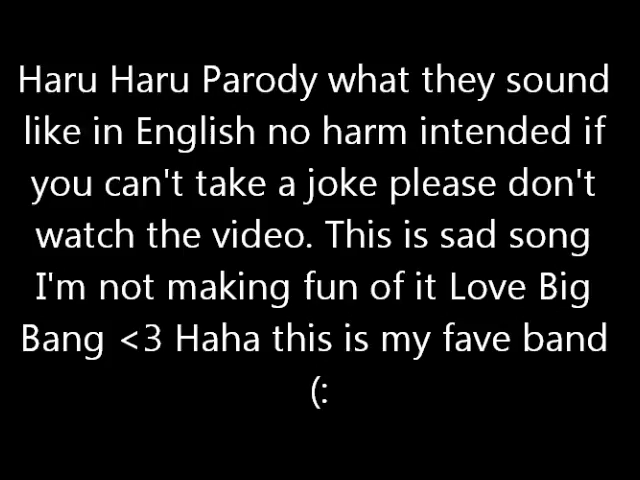 Haru Haru Parody what they sound
like in English no harm intended if
you can't take a joke please don't
watch the video. This is sad song
I'm not making fun of it Love Big
Bang <3 Haha this is my fave band
(: